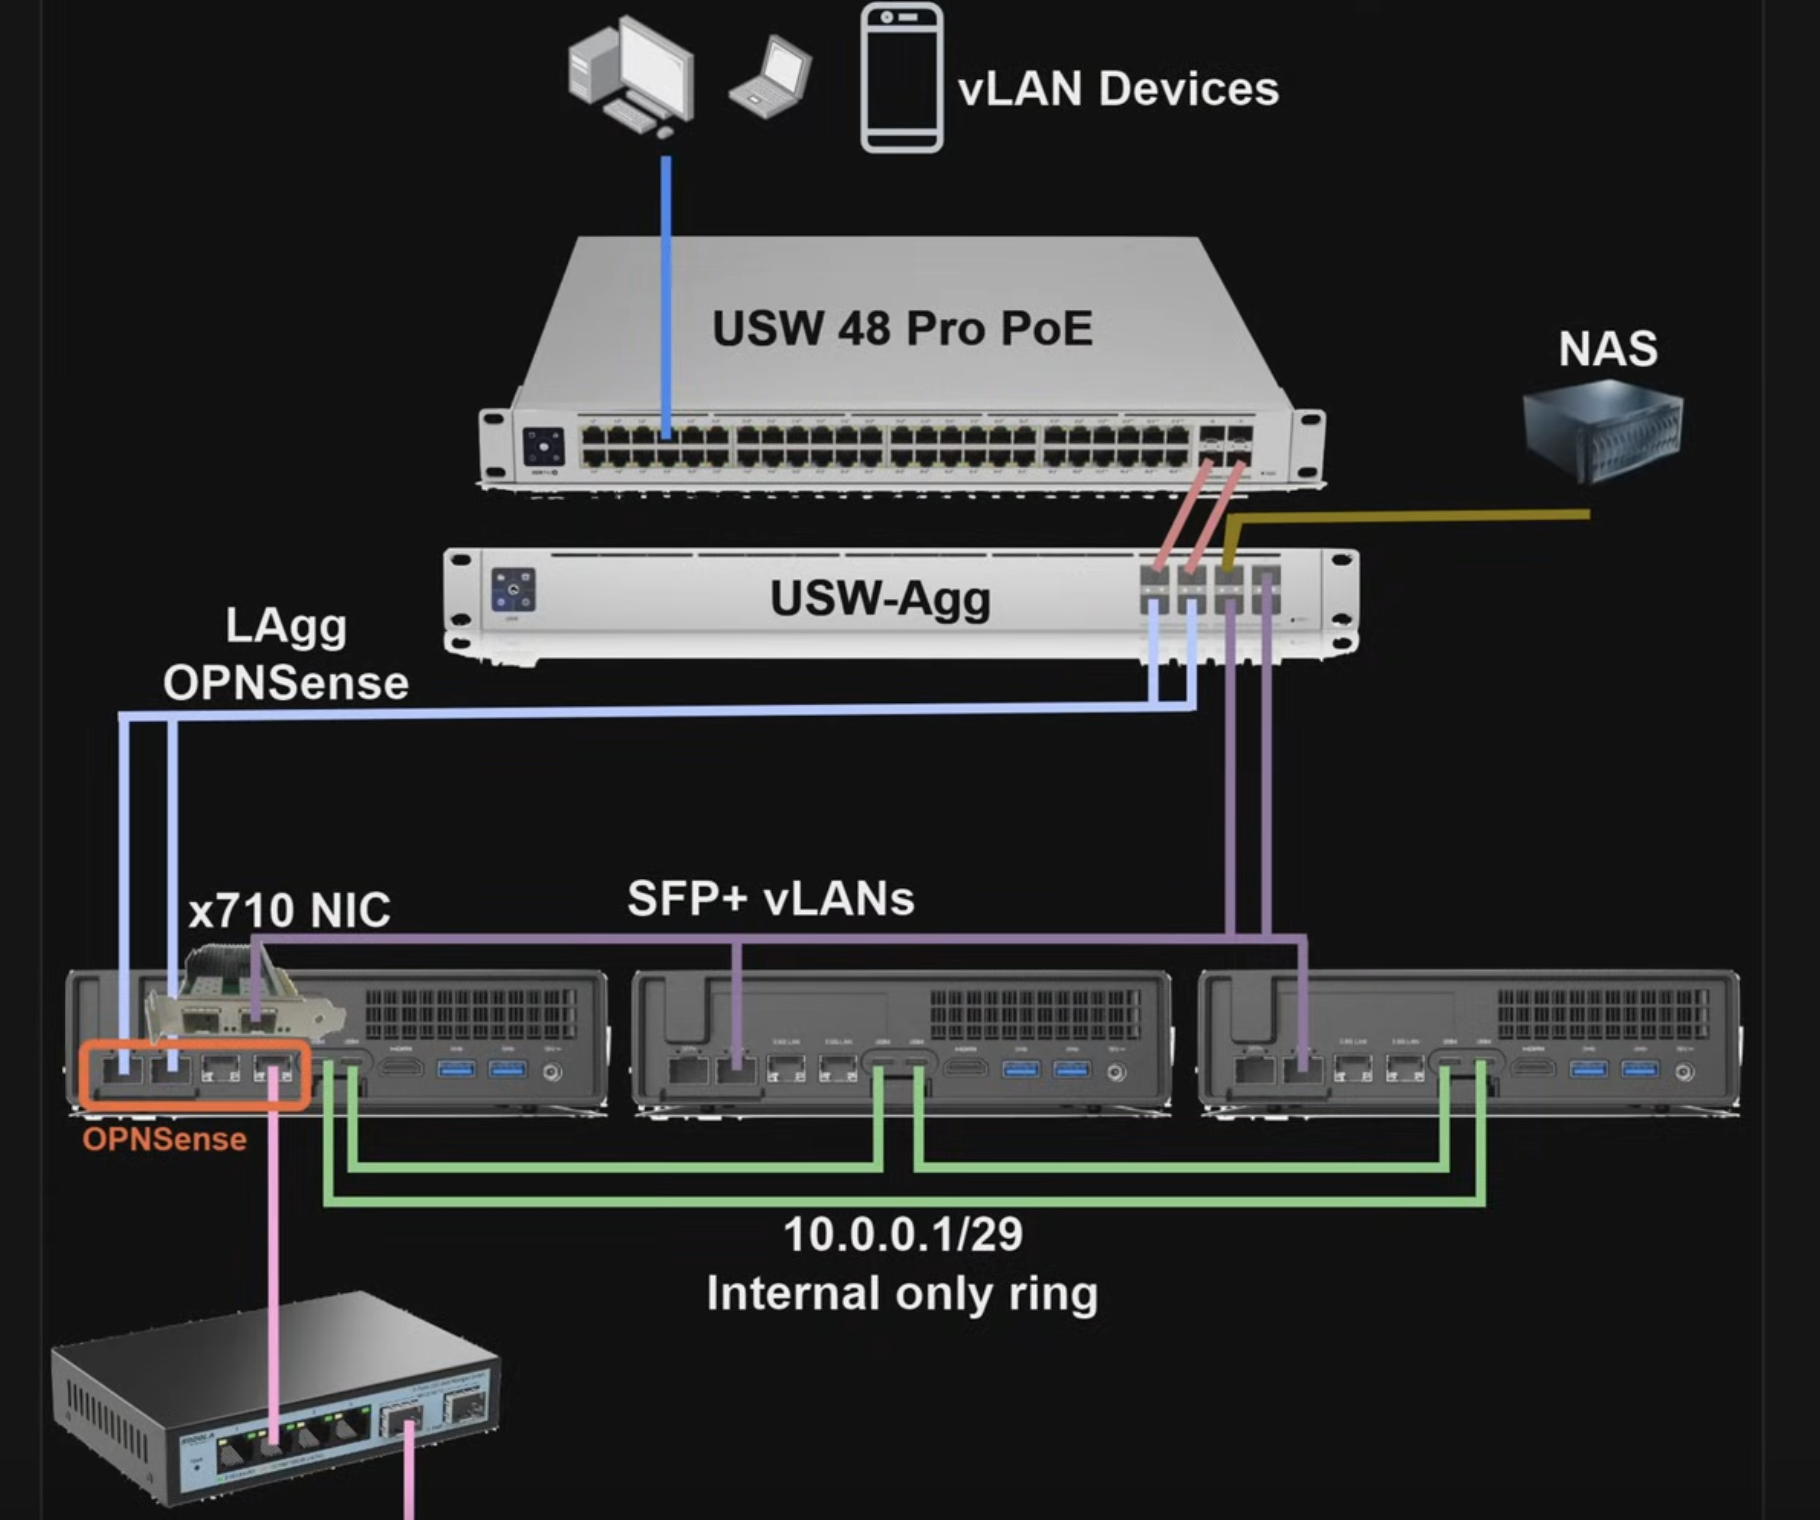 vLAN Devices
USW 48 Pro PoE
NAS
USW-Agg
LAgg
OPNSense
x710 NIC
SFP+ vLANs
OPNSense
10.0.0.1/29
Internal only ring